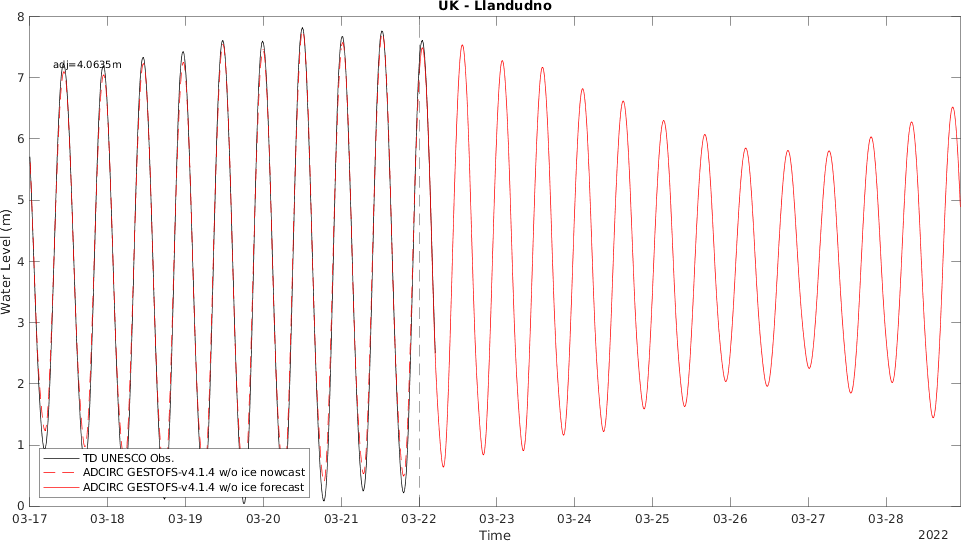 UK - Llandudno
8
7
6
5
4
3
2
1
0
Water Level (m)
adj=4.0635m
TD UNESCO Obs.
ADCIRC GESTOFS-v4.1.4 w/o ice nowcast
ADCIRC GESTOFS-v4.1.4 w/o ice forecast
03-17 03-18 03-19 03-20 03-21 03-22 03-23 03-24 03-25 03-26 03-27 03-28
Time
2022